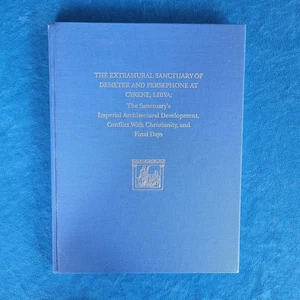 THE EXTRAMURAL SANCTUARY OF
DEMETER AND PERSEPHONE AT
CYRENE, LIBYA;
The Sanctuary's
Imperial Architectural Development,
Conflict With Christianity, and
Final Days